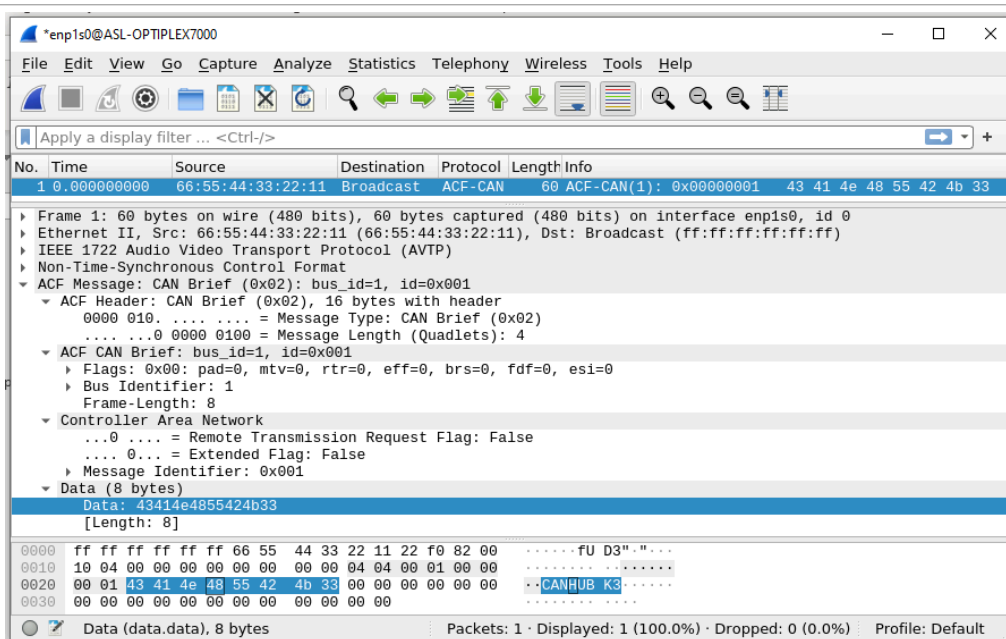 *enp1s0@ASL-OPTIPLEX7000
File Edit View Go Capture Analyze Statistics Telephony Wireless Tools Help
Apply a display filter ... <Ctrl-/>
No. Time Source Destination Protocol Length Info
1 0.000000000 66:55:44:33:22:11 Broadcast ACF-CAN 60 ACF-CAN(1): 0x00000001 43 41 4e 48 55 42 4b 33
Frame 1: 60 bytes on wire (480 bits), 60 bytes captured (480 bits) on interface enp1s0, id 0
Ethernet II, Src: 66:55:44:33:22:11 (66:55:44:33:22:11), Dst: Broadcast (ff:ff:ff:ff:ff:ff)
IEEE 1722 Audio Video Transport Protocol (AVTP)
Non-Time-Synchronous Control Format
ACF Message: CAN Brief (0x02): bus_id=1, id=0x001
ACF Header: CAN Brief (0x02), 16 bytes with header
0000 010. .... .... = Message Type: CAN Brief (0x02)
.... ...0 0000 0100 = Message Length (Quadlets): 4
ACF CAN Brief: bus_id=1, id=0x001
Flags: 0x00: pad=0, mtv=0, rtr=0, eff=0, brs=0, fdf=0, esi=0
Bus Identifier: 1
Frame-Length: 8
Controller Area Network
...0 .... = Remote Transmission Request Flag: False
.... 0... = Extended Flag: False
Message Identifier: 0x001
Data (8 bytes)
Data: 43414e4855424b33
[Length: 8]
0000 ff ff ff ff ff ff 66 55 44 33 22 11 22 f0 82 00 ······fU D3"·"···
0010 10 04 00 00 00 00 00 00 00 00 04 04 00 01 00 00 ········ ········
0020 00 01 43 41 4e 48 55 42 4b 33 00 00 00 00 00 00 ··CANHUB K3······
0030 00 00 00 00 00 00 00 00 00 00 00 00 ········ ····
Data (data.data), 8 bytes Packets: 1 · Displayed: 1 (100.0%) · Dropped: 0 (0.0%) Profile: Default